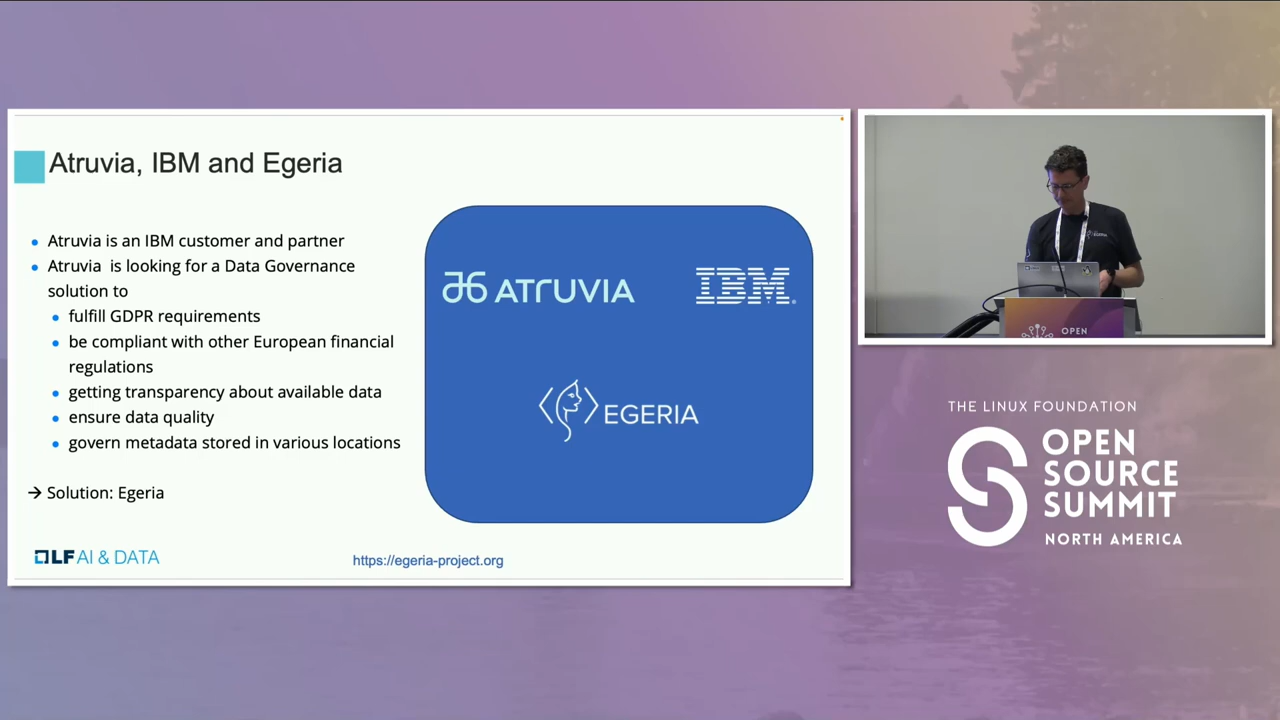 Atruvia, IBM and Egeria
Atruvia is an IBM customer and partner
Atruvia is looking for a Data Governance
solution to
fulfill GDPR requirements
be compliant with other European financial
regulations
getting transparency about available data
ensure data quality
govern metadata stored in various locations
→ Solution: Egeria
ATRUVIA
IBM
EGERIA
LF AI & DATA
https://egeria-project.org
OPEN
THE LINUX FOUNDATION
OPEN
SOURCE
SUMMIT
NORTH AMERICA